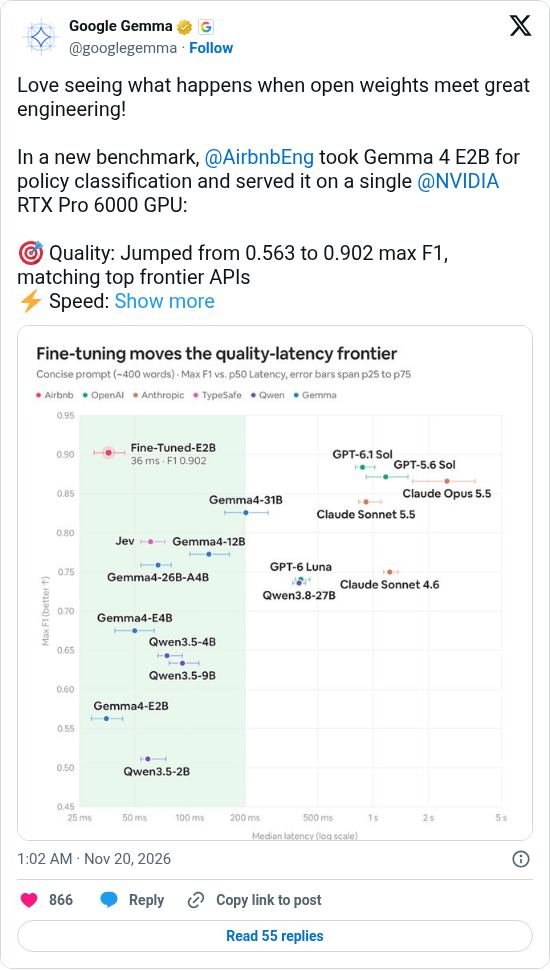 Google Gemma
@googlegemma · Follow
Love seeing what happens when open weights meet great
engineering!
In a new benchmark, @AirbnbEng took Gemma 4 E2B for
policy classification and served it on a single @NVIDIA
RTX Pro 6000 GPU:
🎯 Quality: Jumped from 0.563 to 0.902 max F1,
matching top frontier APIs
⚡ Speed: Show more
Fine-tuning moves the quality-latency frontier
Concise prompt (~400 words) · Max F1 vs. p50 Latency, error bars span p25 to p75
Airbnb OpenAI Anthropic TypeSafe Qwen Gemma
0.95
0.90
0.85
0.80
0.75
0.70
0.65
0.60
0.55
0.50
0.45
Max F1 (better ↑)
Fine-Tuned-E2B
36 ms · F1 0.902
GPT-6.1 Sol
GPT-5.6 Sol
Claude Opus 5.5
Gemma4-31B
Claude Sonnet 5.5
Jev
Gemma4-12B
Gemma4-26B-A4B
GPT-6 Luna
Qwen3.8-27B
Claude Sonnet 4.6
Gemma4-E4B
Qwen3.5-4B
Qwen3.5-9B
Gemma4-E2B
Qwen3.5-2B
25 ms 50 ms 100 ms 200 ms 500 ms 1 s 2 s 5 s
Median latency (log scale)
1:02 AM · Nov 20, 2026
866 Reply Copy link to post
Read 55 replies